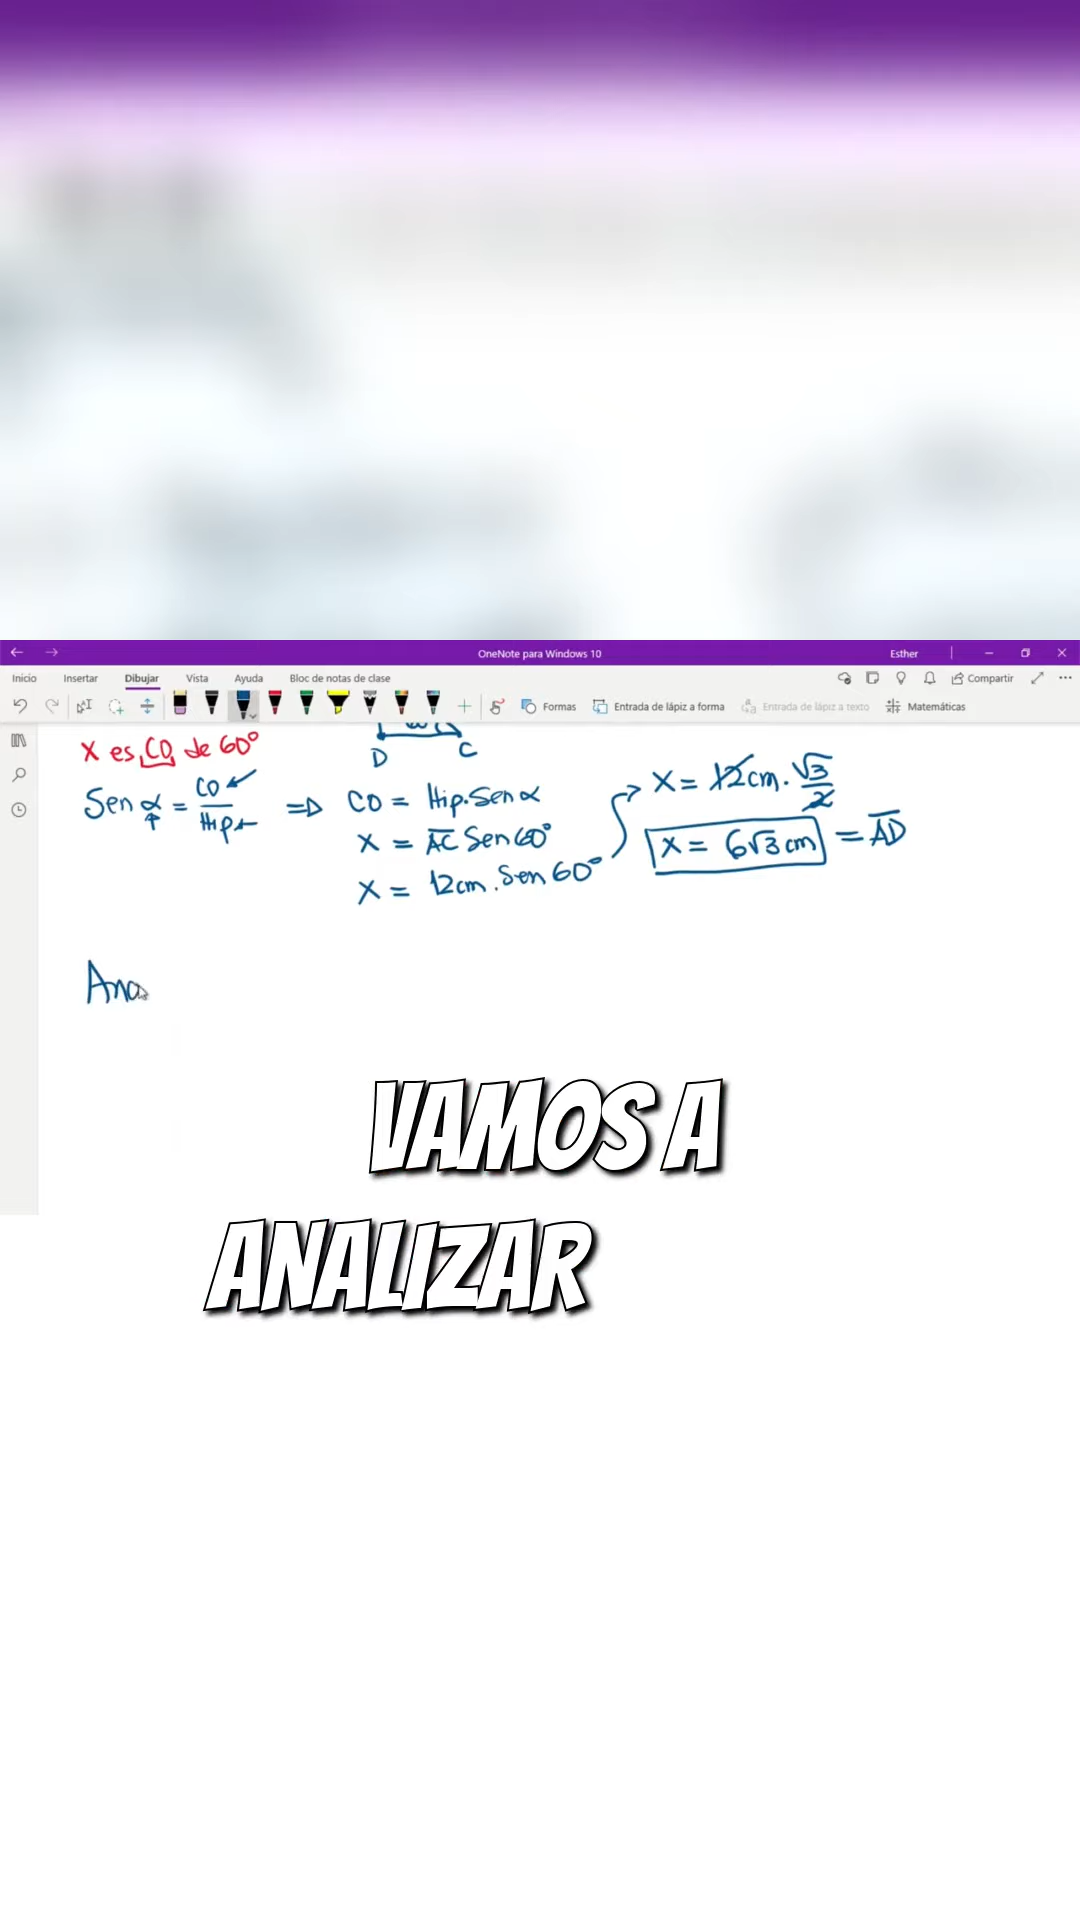 OneNote para Windows 10
Esther
Inicio
Insertar
Dibujar
Vista
Ayuda
Bloc de notas de clase
Compartir
Formas
Entrada de lápiz a forma
Entrada de lápiz a texto
Matemáticas
X es CO de 60°
D
C
Sen α = CO / Hip
=> CO = Hip. Sen α
X = AC Sen 60°
X = 12cm . Sen 60°
X = 12cm . √3 / 2
X = 6√3 cm = AD
Ana
VAMOS A
ANALIZAR